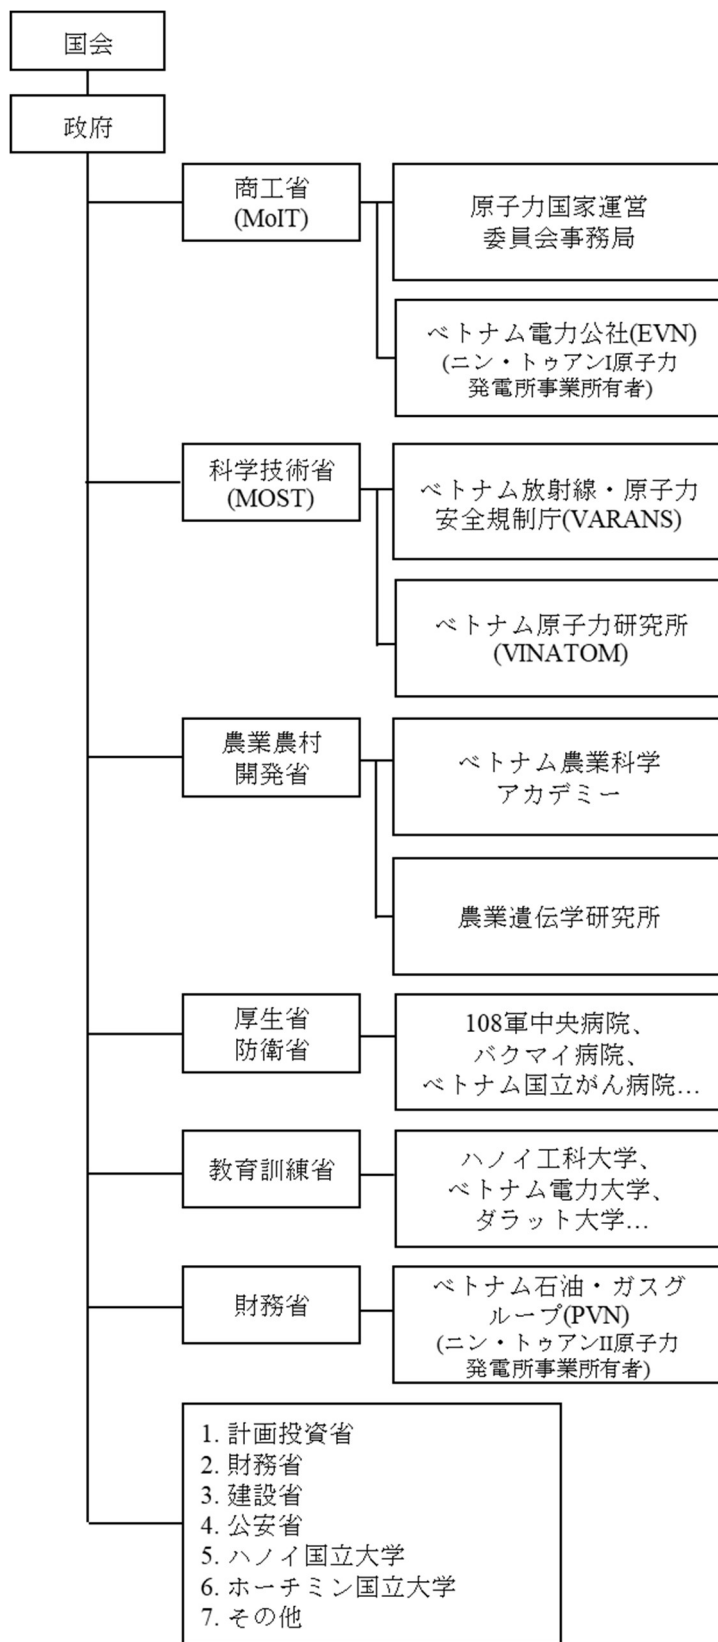 国会
政府
商工省
(MoIT)
原子力国家運営
委員会事務局
ベトナム電力公社(EVN)
(ニン・トゥアンI原子力
発電所事業所有者)
科学技術省
(MOST)
ベトナム放射線・原子力
安全規制庁(VARANS)
ベトナム原子力研究所
(VINATOM)
農業農村
開発省
ベトナム農業科学
アカデミー
農業遺伝学研究所
厚生省
防衛省
108軍中央病院、
バクマイ病院、
ベトナム国立がん病院…
教育訓練省
ハノイ工科大学、
ベトナム電力大学、
ダラット大学…
財務省
ベトナム石油・ガスグ
ループ(PVN)
(ニン・トゥアンII原子力
発電所事業所有者)
1. 計画投資省
2. 財務省
3. 建設省
4. 公安省
5. ハノイ国立大学
6. ホーチミン国立大学
7. その他